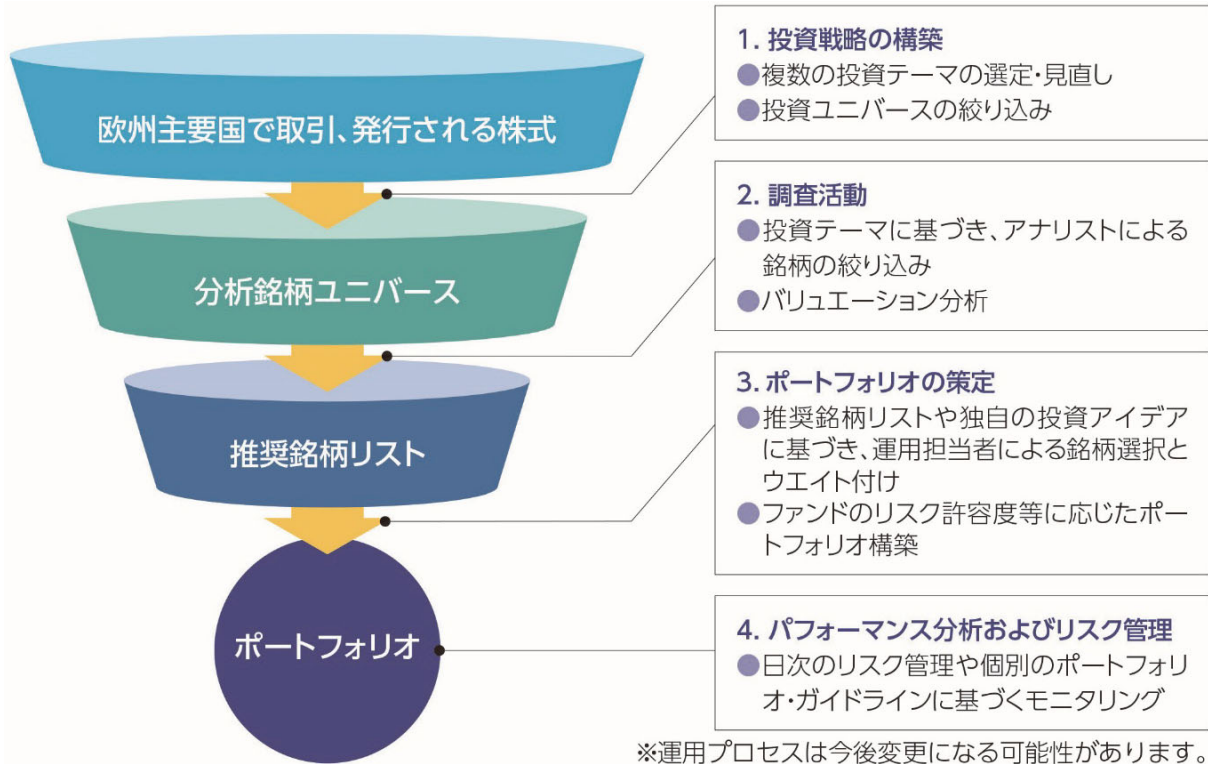 欧州主要国で取引、発行される株式
分析銘柄ユニバース
推奨銘柄リスト
ポートフォリオ
1. 投資戦略の構築
●複数の投資テーマの選定・見直し
●投資ユニバースの絞り込み
2. 調査活動
●投資テーマに基づき、アナリストによる
銘柄の絞り込み
●バリュエーション分析
3. ポートフォリオの策定
●推奨銘柄リストや独自の投資アイデア
に基づき、運用担当者による銘柄選択と
ウエイト付け
●ファンドのリスク許容度等に応じたポー
トフォリオ構築
4. パフォーマンス分析およびリスク管理
●日次のリスク管理や個別のポートフォリ
オ・ガイドラインに基づくモニタリング
※運用プロセスは今後変更になる可能性があります。